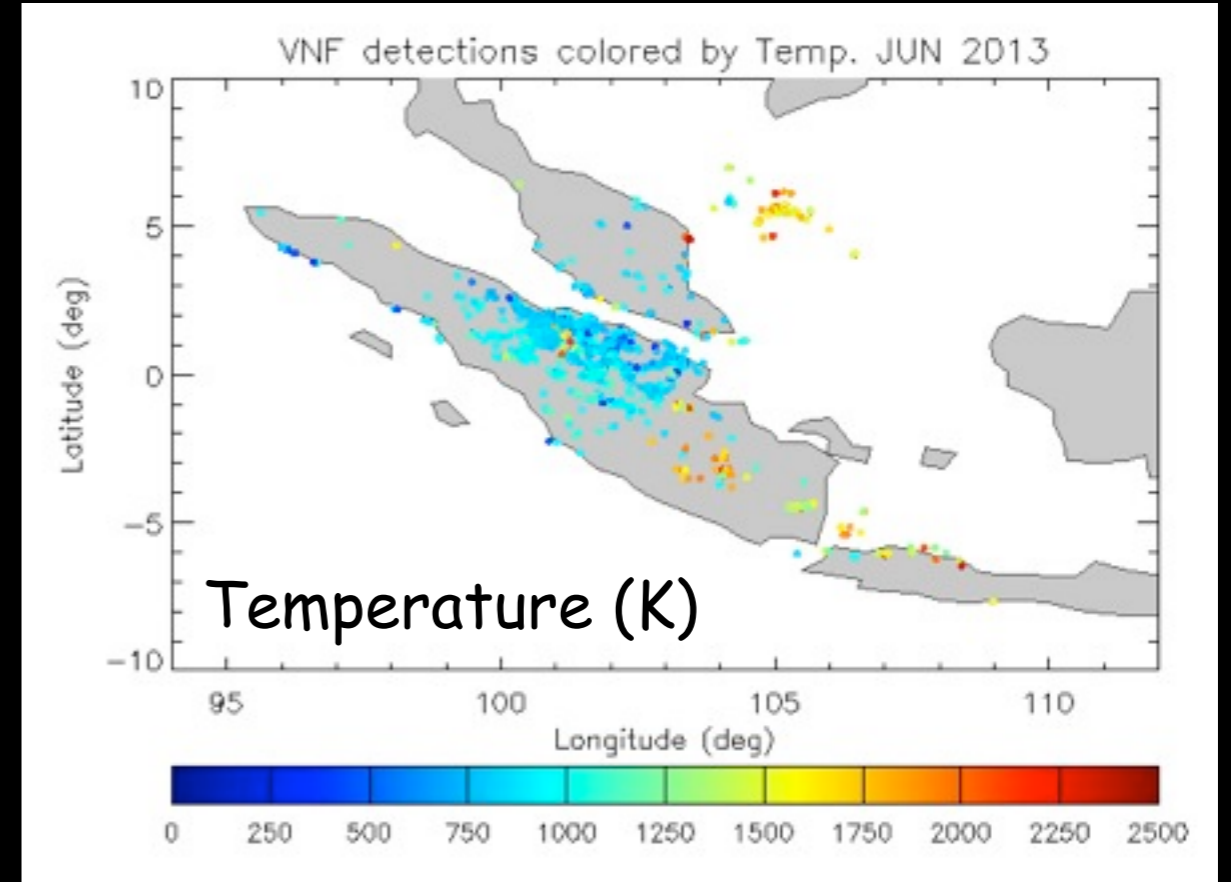 VNF detections colored by Temp. JUN 2013
10
5
0
−5
−10
Latitude (deg)
Temperature (K)
95 100 105 110
Longitude (deg)
0 250 500 750 1000 1250 1500 1750 2000 2250 2500